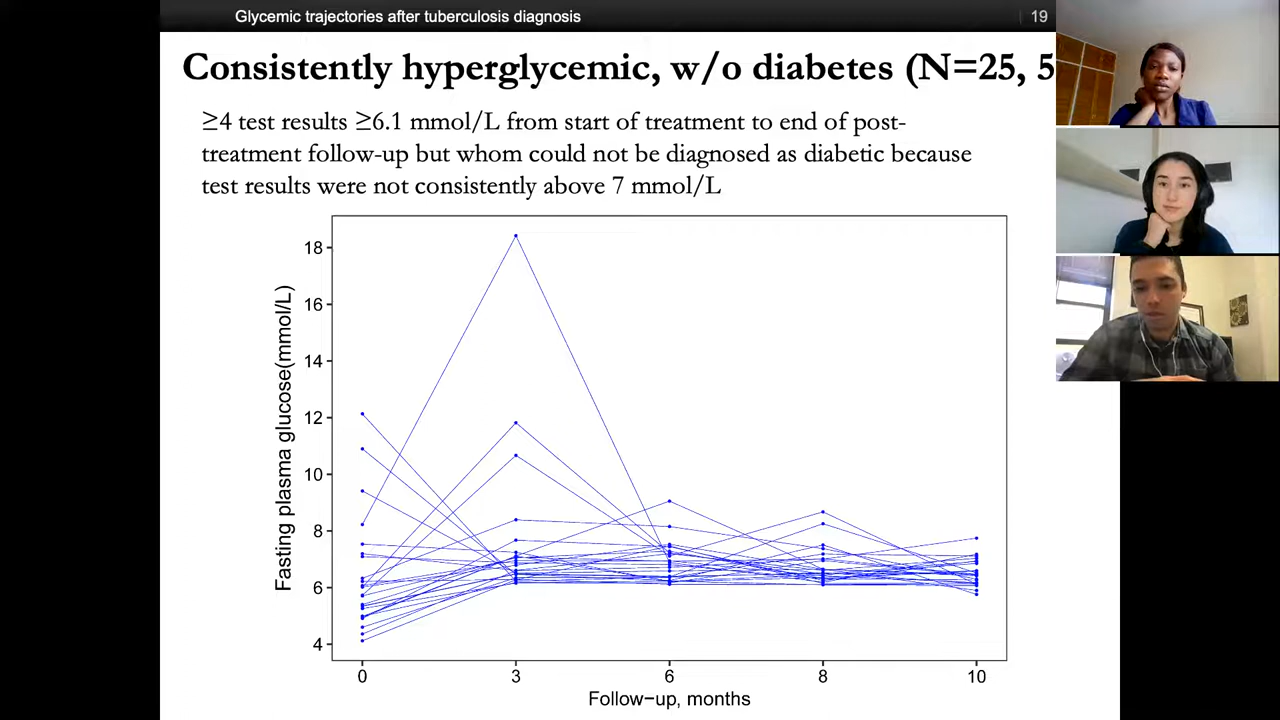 Glycemic trajectories after tuberculosis diagnosis
19
Consistently hyperglycemic, w/o diabetes (N=25, 5
≥4 test results ≥6.1 mmol/L from start of treatment to end of post-
treatment follow-up but whom could not be diagnosed as diabetic because
test results were not consistently above 7 mmol/L
Fasting plasma glucose(mmol/L)
18
16
14
12
10
8
6
4
0 3 6 8 10
Follow−up, months